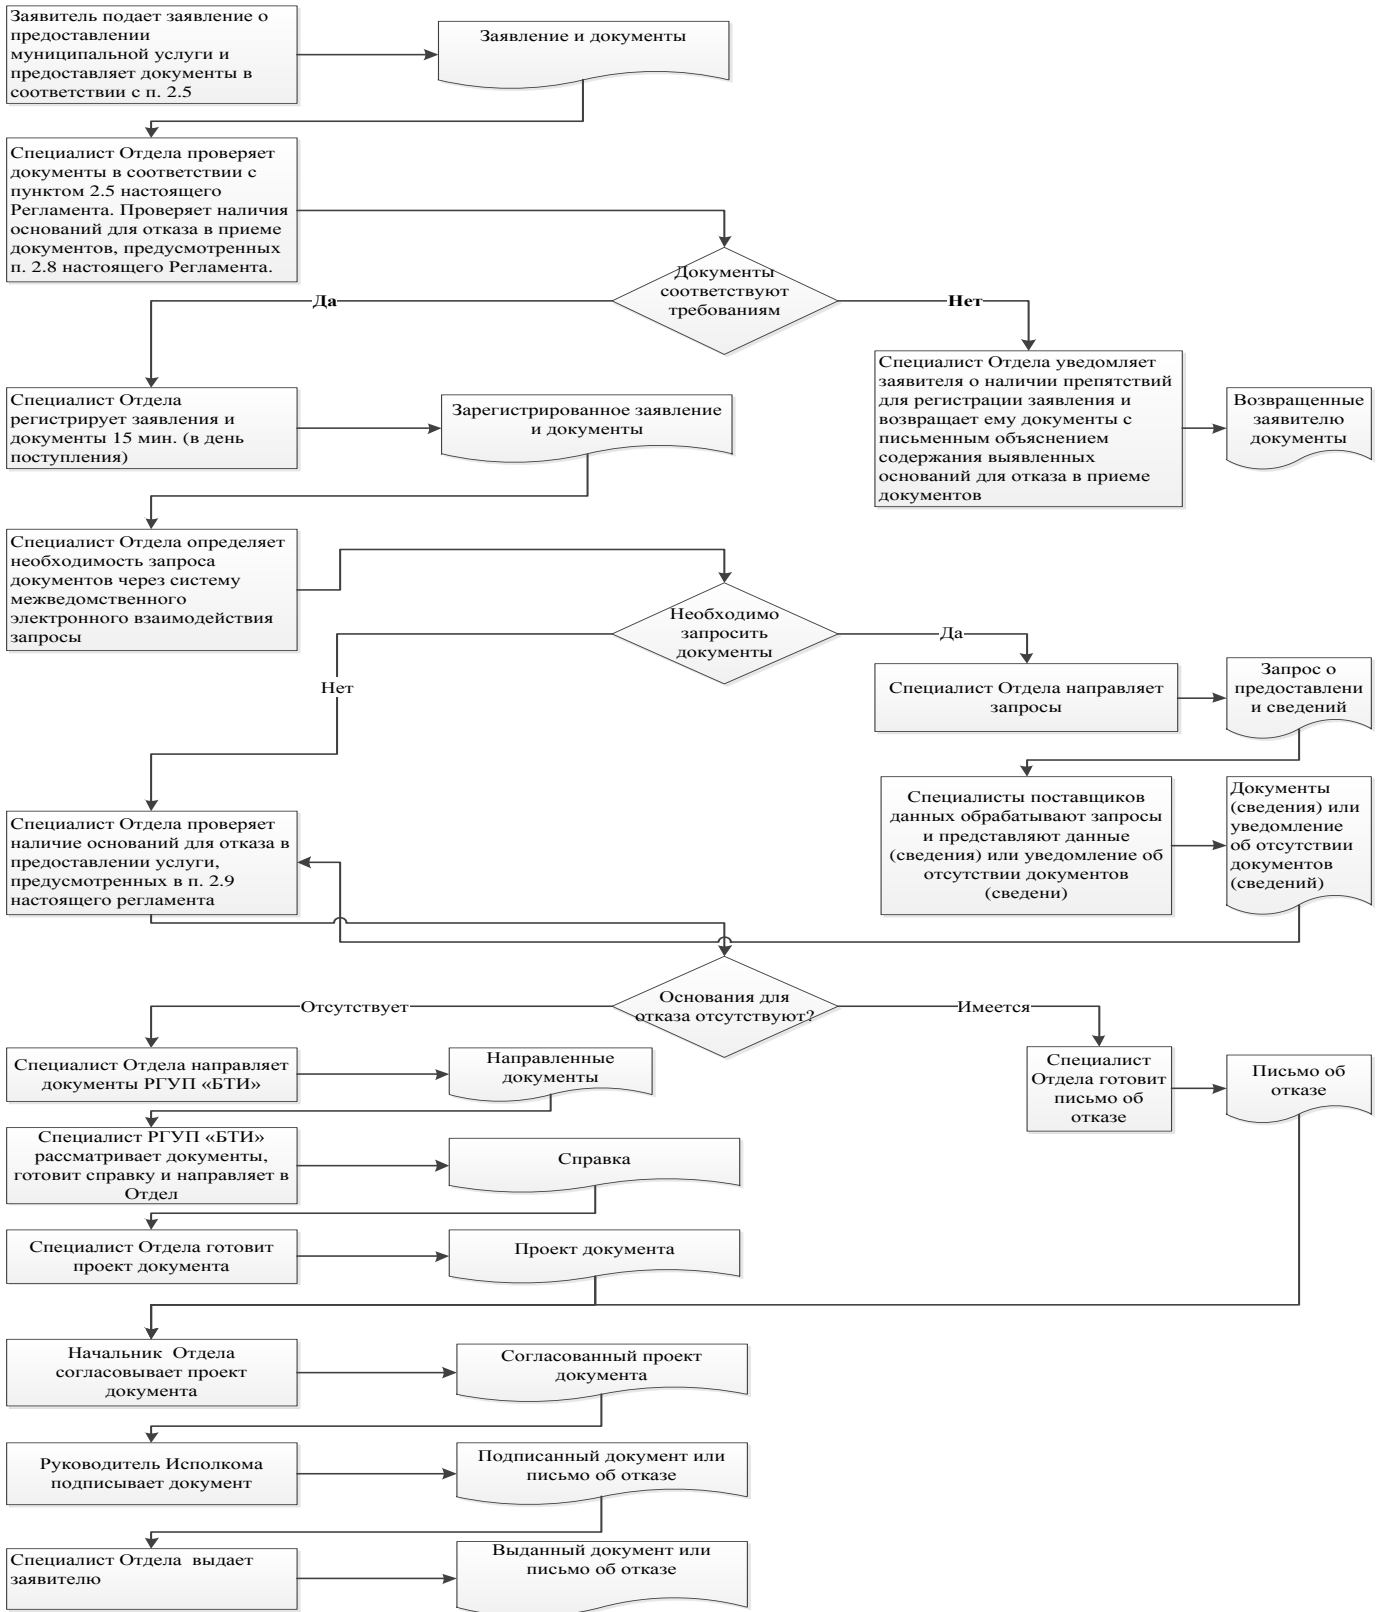 Заявитель подает заявление о
предоставлении
муниципальной услуги и
предоставляет документы в
соответствии с п. 2.5
Заявление и документы
Специалист Отдела проверяет
документы в соответствии с
пунктом 2.5 настоящего
Регламента. Проверяет наличия
оснований для отказа в приеме
документов, предусмотренных
п. 2.8 настоящего Регламента.
Документы
соответствуют
требованиям
Да
Нет
Специалист Отдела
регистрирует заявления и
документы 15 мин. (в день
поступления)
Зарегистрированное заявление
и документы
Специалист Отдела уведомляет
заявителя о наличии препятствий
для регистрации заявления и
возвращает ему документы с
письменным объяснением
содержания выявленных
оснований для отказа в приеме
документов
Возвращенные
заявителю
документы
Специалист Отдела определяет
необходимость запроса
документов через систему
межведомственного
электронного взаимодействия
запросы
Необходимо
запросить
документы
Да
Нет
Специалист Отдела направляет
запросы
Запрос о
предоставлени
и сведений
Специалисты поставщиков
данных обрабатывают запросы
и представляют данные
(сведения) или уведомление об
отсутствии документов
(сведени)
Документы
(сведения) или
уведомление
об отсутствии
документов
(сведений)
Специалист Отдела проверяет
наличие оснований для отказа в
предоставлении услуги,
предусмотренных в п. 2.9
настоящего регламента
Основания для
отказа отсутствуют?
Отсутствует
Имеется
Специалист Отдела направляет
документы РГУП «БТИ»
Направленные
документы
Специалист
Отдела готовит
письмо об
отказе
Письмо об
отказе
Специалист РГУП «БТИ»
рассматривает документы,
готовит справку и направляет в
Отдел
Справка
Специалист Отдела готовит
проект документа
Проект документа
Начальник  Отдела
согласовывает проект
документа
Согласованный проект
документа
Руководитель Исполкома
подписывает документ
Подписанный документ или
письмо об отказе
Специалист Отдела  выдает
заявителю
Выданный документ или
письмо об отказе